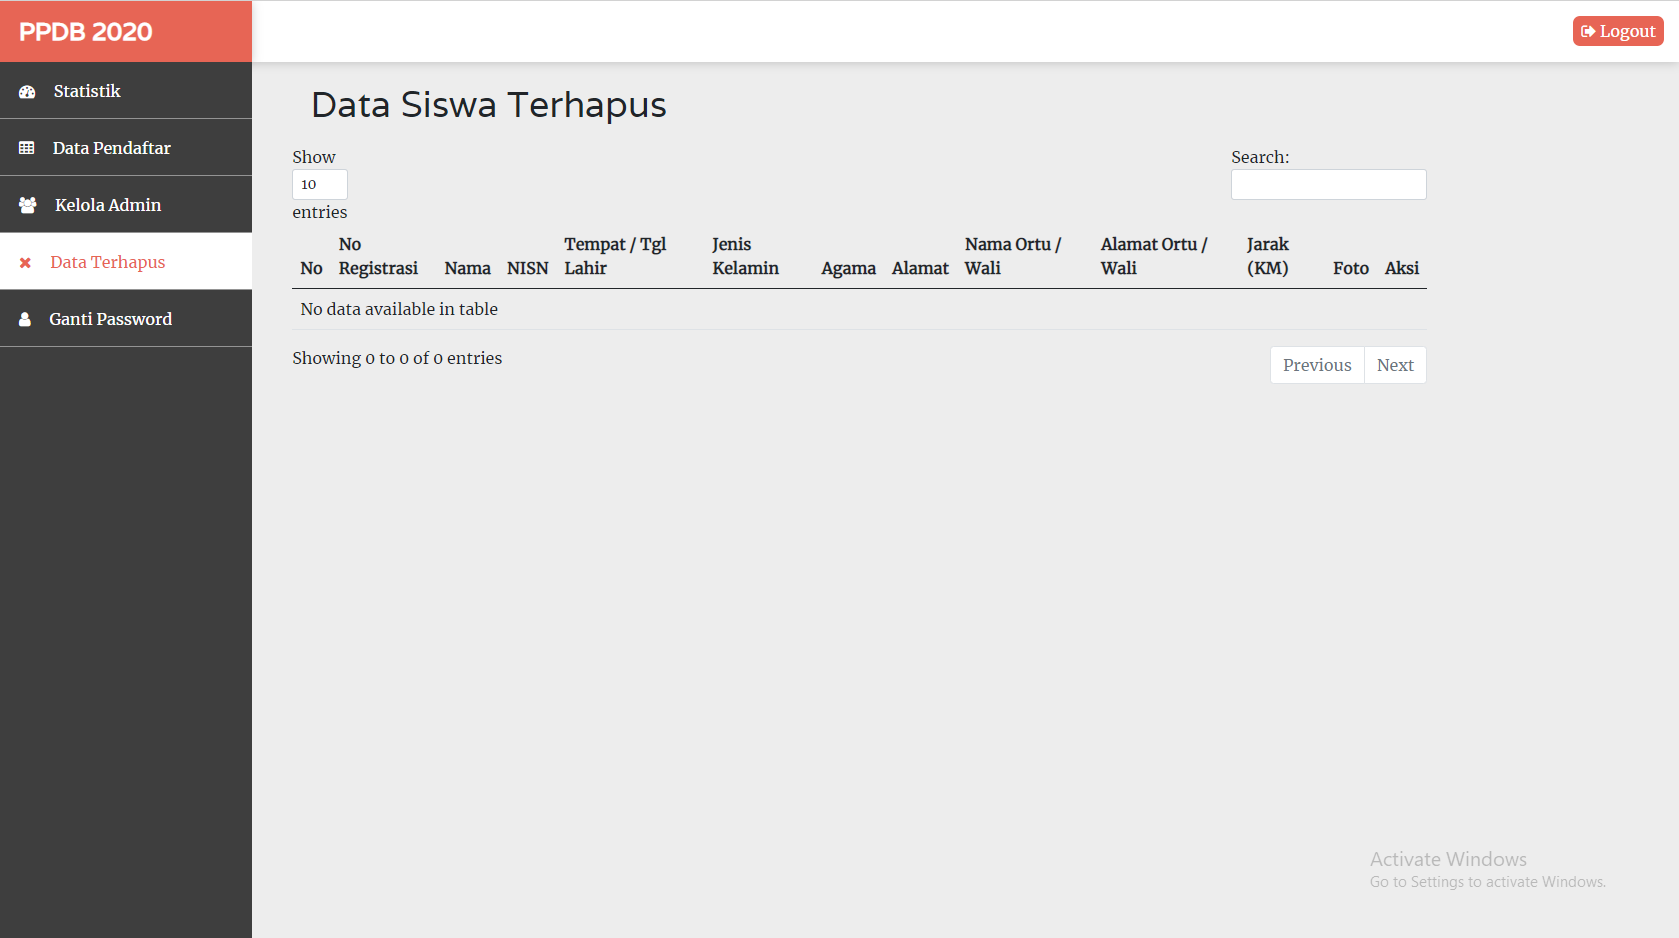 PPDB 2020
Logout
Statistik
Data Pendaftar
Kelola Admin
Data Terhapus
Ganti Password
Data Siswa Terhapus
Show
10
entries
Search:
No
No Registrasi
Nama
NISN
Tempat / Tgl Lahir
Jenis Kelamin
Agama
Alamat
Nama Ortu / Wali
Alamat Ortu / Wali
Jarak (KM)
Foto
Aksi
No data available in table
Showing 0 to 0 of 0 entries
Previous
Next
Activate Windows
Go to Settings to activate Windows.